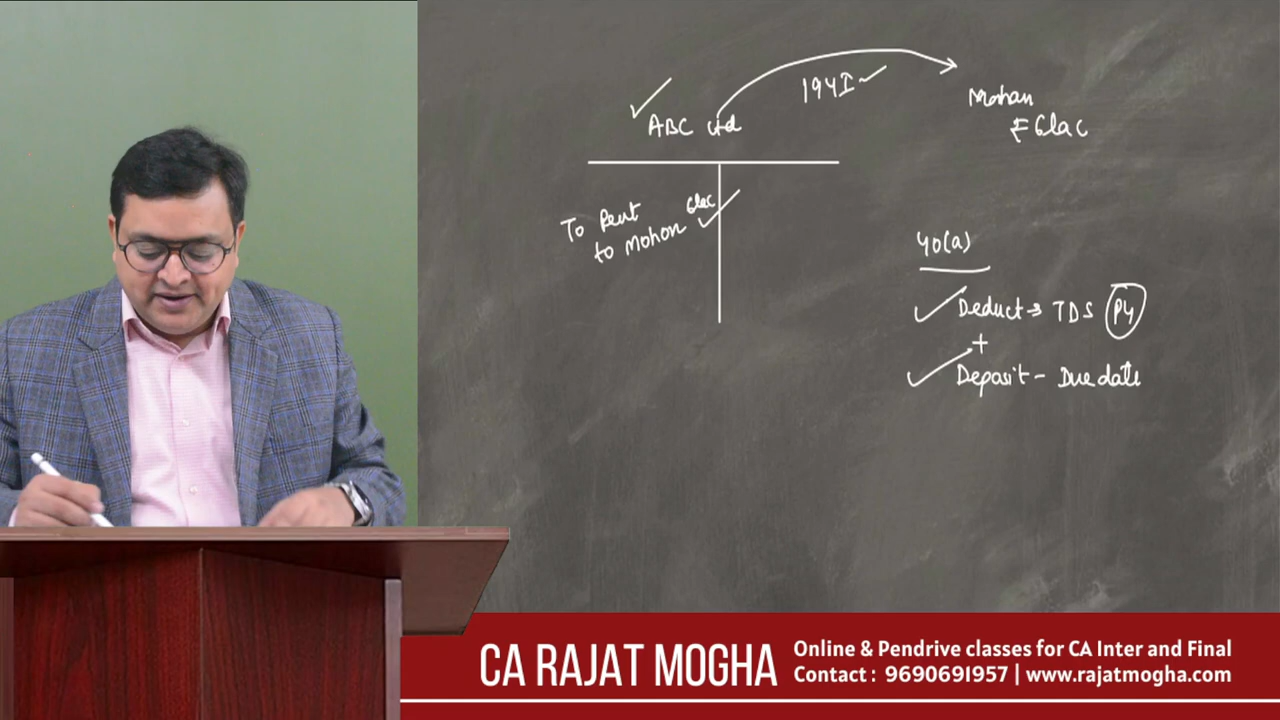 194I
ABC Ltd
Mohan
₹ 6lac
To Rent 6lac
to Mohan
40(a)
Deduct → TDS PY
+
Deposit - Due date
CA RAJAT MOGHA
Online & Pendrive classes for CA Inter and Final
Contact : 9690691957 | www.rajatmogha.com